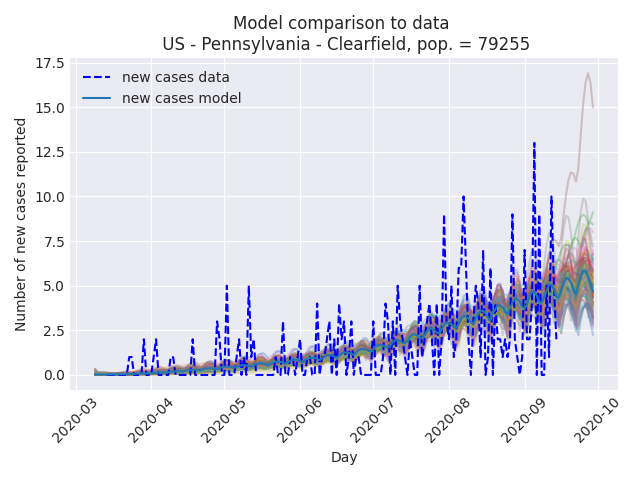 Model comparison to data
US - Pennsylvania - Clearfield, pop. = 79255
17.5
15.0
12.5
10.0
7.5
5.0
2.5
0.0
Number of new cases reported
new cases data
new cases model
2020-03
2020-04
2020-05
2020-06
2020-07
2020-08
2020-09
2020-10
Day